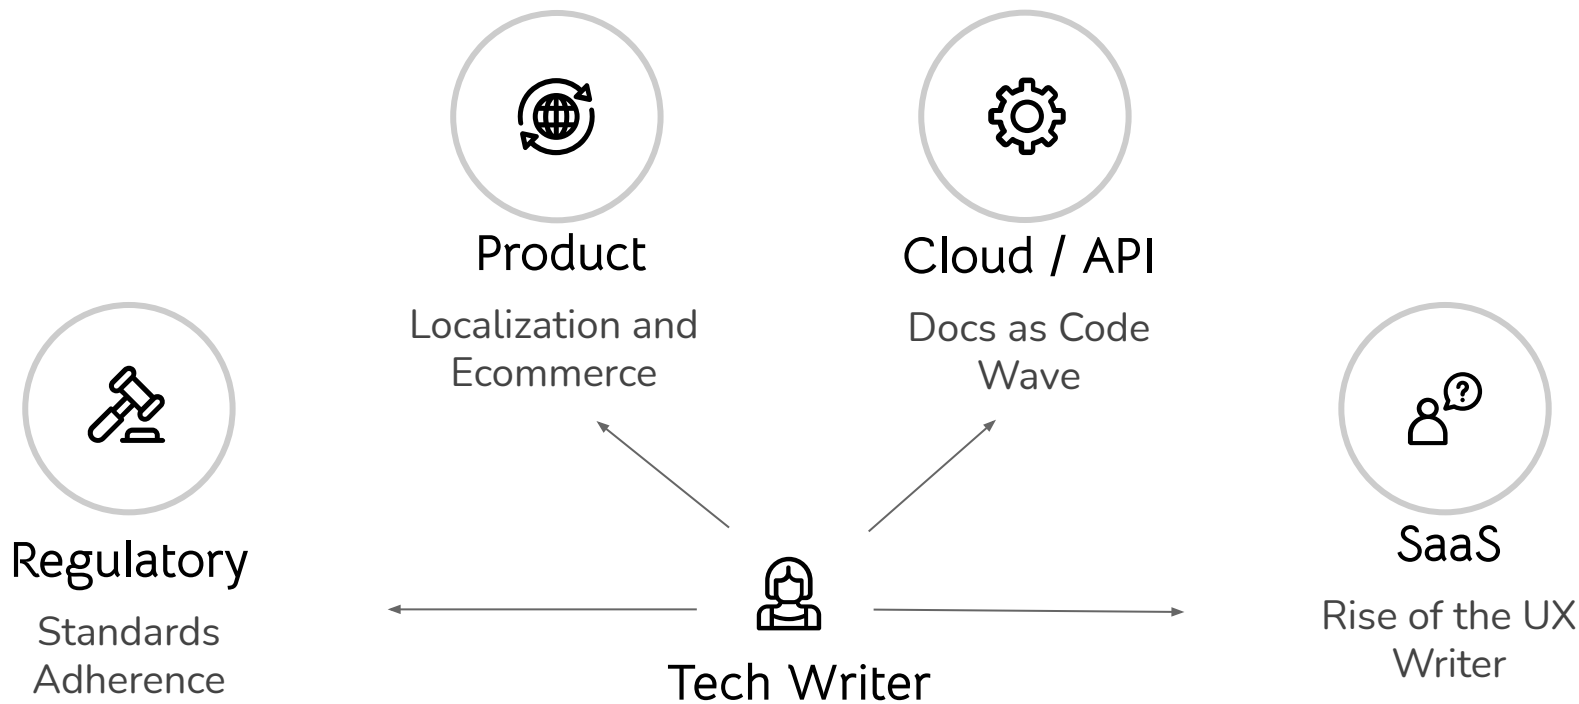 Product
Localization and
Ecommerce
Cloud / API
Docs as Code
Wave
Regulatory
Standards
Adherence
Tech Writer
SaaS
Rise of the UX
Writer
?